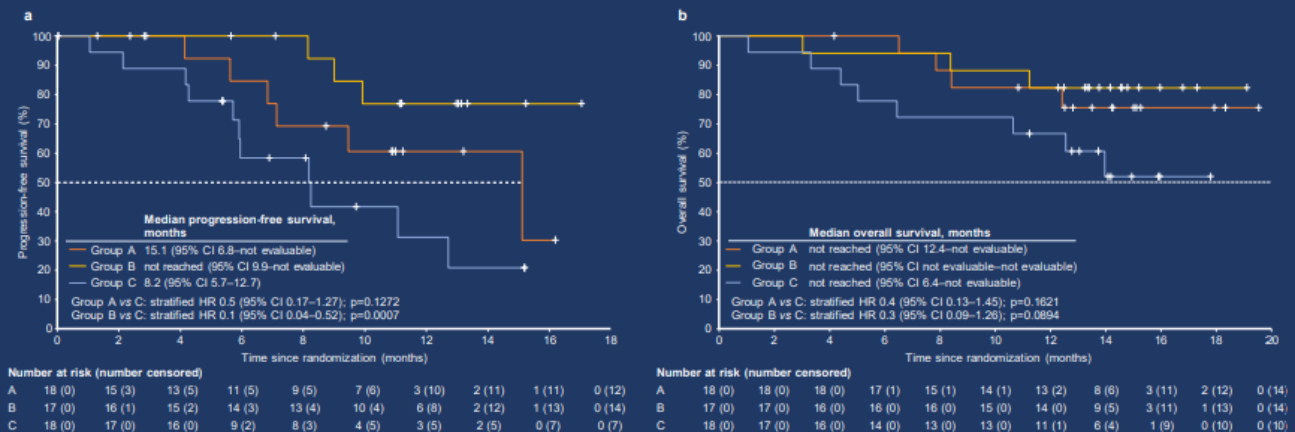 a
100
90
80
70
60
50
40
30
20
10
0
Progression-free survival (%)
Median progression-free survival,
months
Group A 15.1 (95% CI 6.8–not evaluable)
Group B not reached (95% CI 9.9–not evaluable)
Group C 8.2 (95% CI 5.7–12.7)
Group A vs C: stratified HR 0.5 (95% CI 0.17–1.27); p=0.1272
Group B vs C: stratified HR 0.1 (95% CI 0.04–0.52); p=0.0007
0 2 4 6 8 10 12 14 16 18
Time since randomization (months)
Number at risk (number censored)
A 18 (0) 15 (3) 13 (5) 11 (5) 9 (5) 7 (6) 3 (10) 2 (11) 1 (11) 0 (12)
B 17 (0) 16 (1) 15 (2) 14 (3) 13 (4) 10 (4) 6 (8) 2 (12) 1 (13) 0 (14)
C 18 (0) 17 (0) 16 (0) 9 (2) 8 (3) 4 (5) 3 (5) 2 (5) 0 (7) 0 (7)
b
100
90
80
70
60
50
40
30
20
10
0
Overall survival (%)
Median overall survival, months
Group A not reached (95% CI 12.4–not evaluable)
Group B not reached (95% CI not evaluable–not evaluable)
Group C not reached (95% CI 6.4–not evaluable)
Group A vs C: stratified HR 0.4 (95% CI 0.13–1.45); p=0.1621
Group B vs C: stratified HR 0.3 (95% CI 0.09–1.26); p=0.0894
0 2 4 6 8 10 12 14 16 18 20
Time since randomization (months)
Number at risk (number censored)
A 18 (0) 18 (0) 18 (0) 17 (1) 15 (1) 14 (1) 13 (2) 8 (6) 3 (11) 2 (12) 0 (14)
B 17 (0) 17 (0) 16 (0) 16 (0) 16 (0) 15 (0) 14 (0) 9 (5) 3 (11) 1 (13) 0 (14)
C 18 (0) 17 (0) 16 (0) 14 (0) 13 (0) 13 (0) 11 (1) 6 (4) 1 (9) 0 (10) 0 (10)